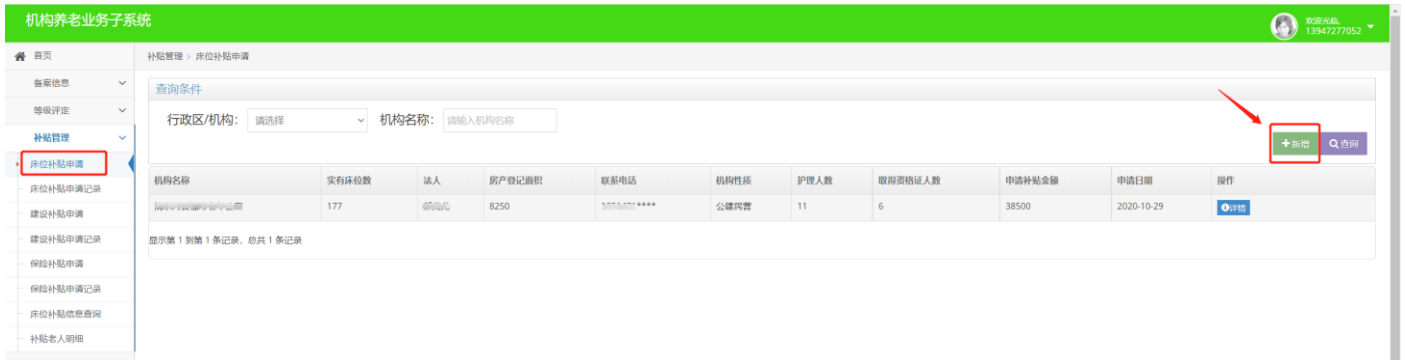 机构养老业务子系统
欢迎光临,
13947277052
首页
补贴管理 > 床位补贴申请
备案信息
等级评定
补贴管理
床位补贴申请
床位补贴申请记录
建设补贴申请
建设补贴申请记录
保险补贴申请
保险补贴申请记录
床位补贴信息查询
补贴老人明细
查询条件
行政区/机构: 请选择 机构名称: 请输入机构名称
+新增 查询
机构名称 实有床位数 法人 房产登记面积 联系电话 机构性质 护理人数 取得资格证人数 申请补贴金额 申请日期 操作
177 8250 **** 公建民营 11 6 38500 2020-10-29 详情
显示第 1 到第 1 条记录, 总共 1 条记录